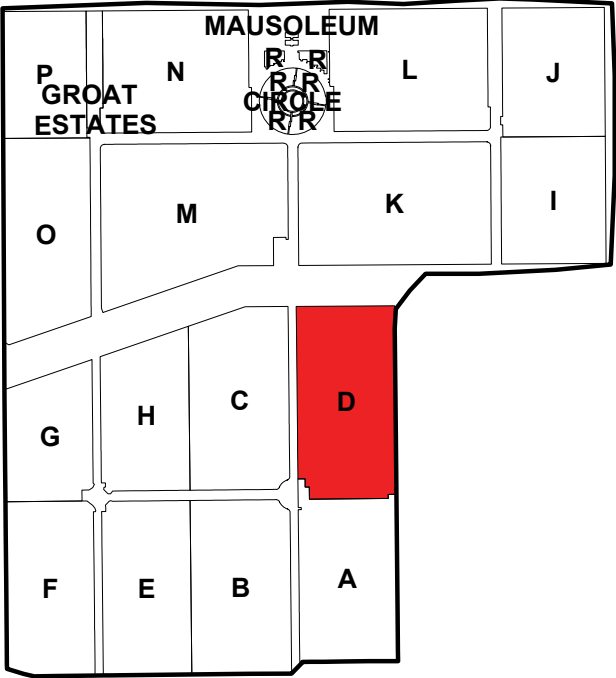 MAUSOLEUM
R R
P N R R L J
GROAT CIRCLE
ESTATES R R
O M K I
G H C D
F E B A